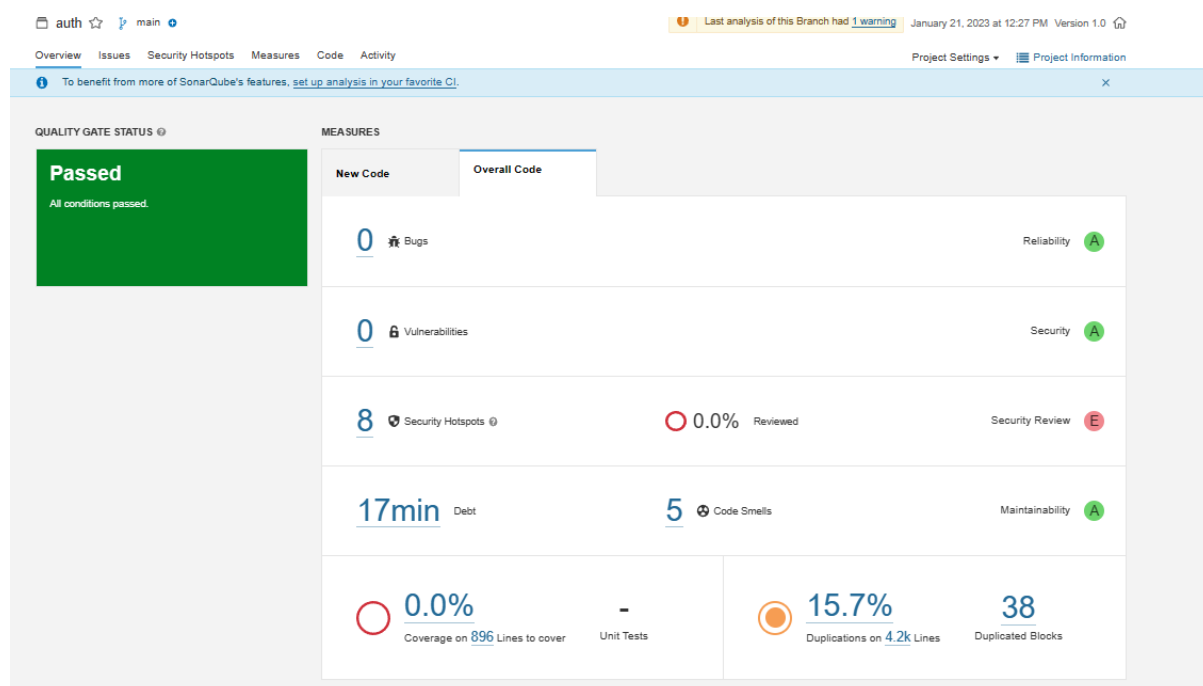 auth main Last analysis of this Branch had 1 warning January 21, 2023 at 12:27 PM Version 1.0
Overview Issues Security Hotspots Measures Code Activity Project Settings Project Information
To benefit from more of SonarQube's features, set up analysis in your favorite CI.
QUALITY GATE STATUS
Passed
All conditions passed.
MEASURES
New Code Overall Code
0 Bugs Reliability A
0 Vulnerabilities Security A
8 Security Hotspots 0.0% Reviewed Security Review E
17min Debt 5 Code Smells Maintainability A
0.0%
Coverage on 896 Lines to cover
-
Unit Tests
15.7%
Duplications on 4.2k Lines
38
Duplicated Blocks